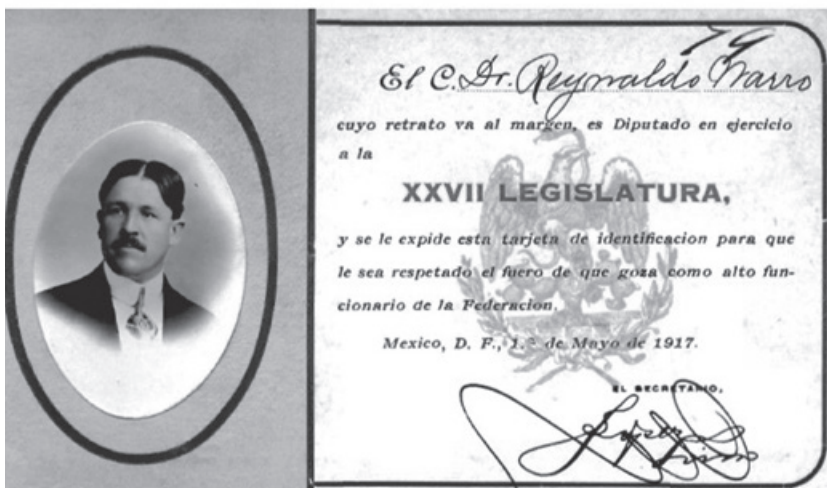 79
El C. Dr. Reynaldo Narro
cuyo retrato va al margen, es Diputado en ejercicio
a la
XXVII LEGISLATURA,
y se le expide esta tarjeta de identificacion para que
le sea respetado el fuero de que goza como alto fun-
cionario de la Federacion.
Mexico, D. F., 1.º de Mayo de 1917.
EL SECRETARIO,